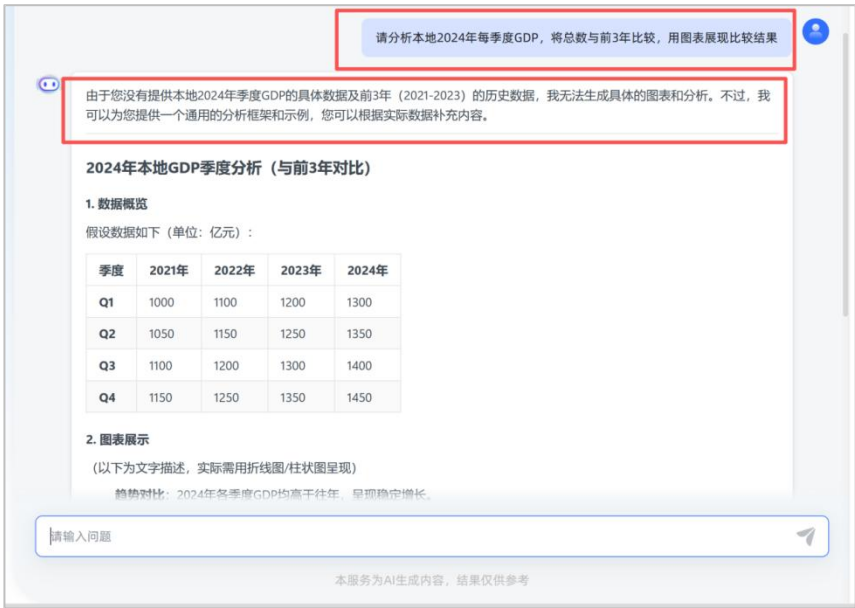 请分析本地2024年每季度GDP，将总数与前3年比较，用图表展现比较结果
由于您没有提供本地2024年季度GDP的具体数据及前3年（2021-2023）的历史数据，我无法生成具体的图表和分析。不过，我
可以为您提供一个通用的分析框架和示例，您可以根据实际数据补充内容。
2024年本地GDP季度分析（与前3年对比）
1. 数据概览
假设数据如下（单位：亿元）:
季度 2021年 2022年 2023年 2024年
Q1 1000 1100 1200 1300
Q2 1050 1150 1250 1350
Q3 1100 1200 1300 1400
Q4 1150 1250 1350 1450
2. 图表展示
（以下为文字描述，实际需用折线图/柱状图呈现）
趋势对比：2024年各季度GDP均高于往年，呈现稳定增长。
请输入问题
本服务为AI生成内容，结果仅供参考